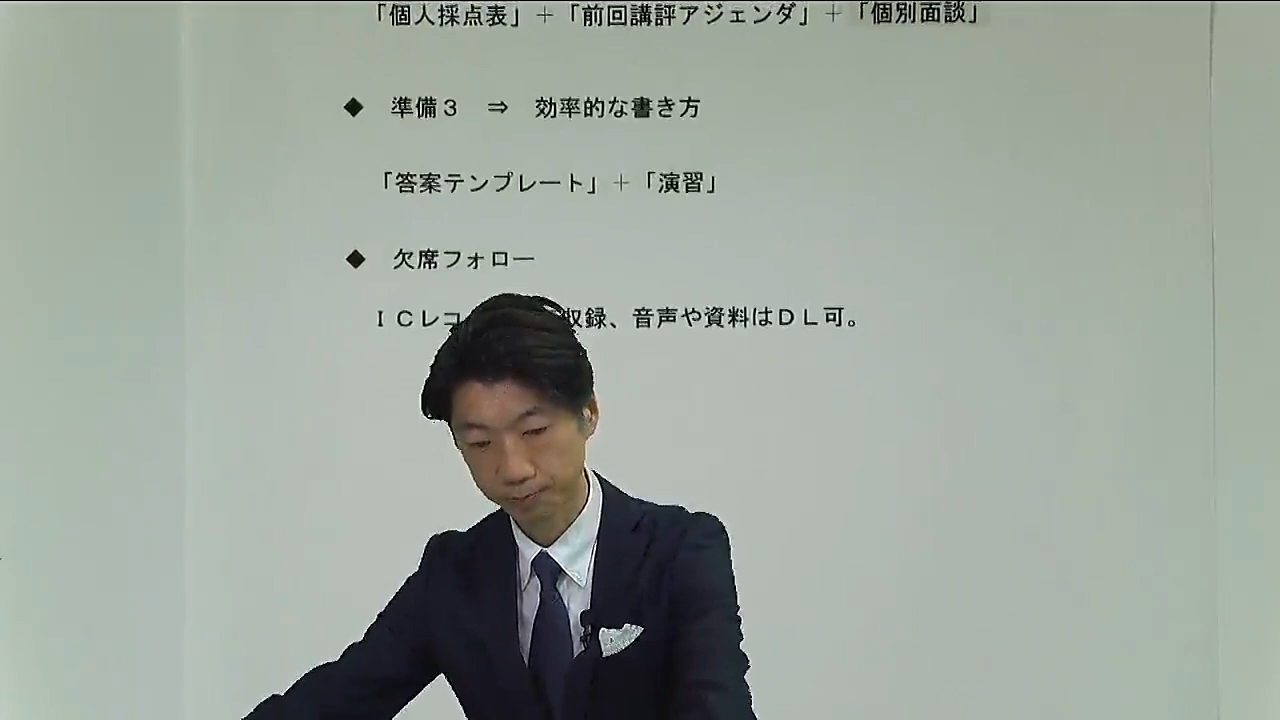 「個人採点表」＋「前回講評アジェンダ」＋「個別面談」
◆　準備３　⇒　効率的な書き方
「答案テンプレート」＋「演習」
◆　欠席フォロー
ＩＣレコ 収録、音声や資料はＤＬ可。